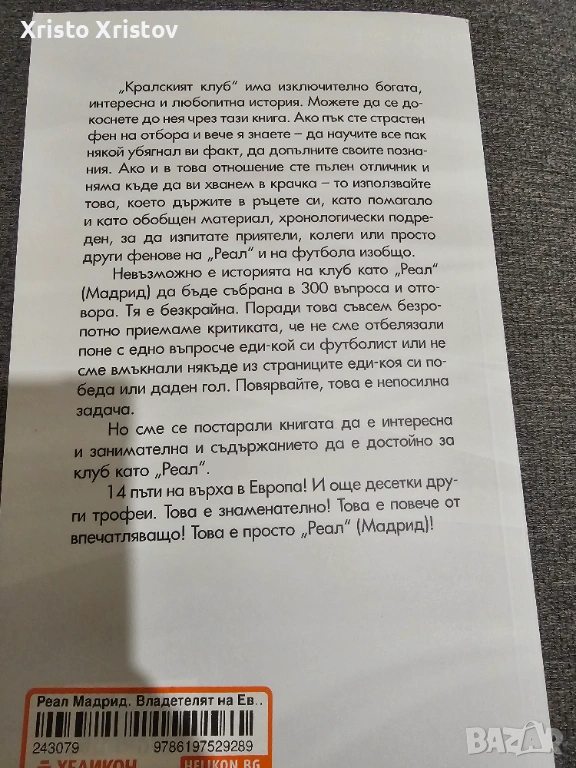 Xristo Xristov
„Кралският клуб“ има изключително богата,
интересна и любопитна история. Можете да се до-
коснете до нея чрез тази книга. Ако пък сте страстен
фен на отбора и вече я знаете – да научите все пак
някой убягнал ви факт, да допълните своите позна-
ния. Ако и в това отношение сте пълен отличник и
няма къде да ви хванем в крачка – то използвайте
това, което държите в ръцете си, като помагало
и като обобщен материал, хронологически подре-
ден, за да изпитате приятели, колеги или просто
други фенове на „Реал“ и на футбола изобщо.
Невъзможно е историята на клуб като „Реал“
(Мадрид) да бъде събрана в 300 въпроса и отго-
вора. Тя е безкрайна. Поради това съвсем безро-
потно приемаме критиката, че не сме отбелязали
поне с едно въпросче еди-кой си футболист или не
сме вмъкнали някъде из страниците еди-коя си по-
беда или даден гол. Повярвайте, това е непосилна
задача.
Но сме се постарали книгата да е интересна
и занимателна и съдържанието да е достойно за
клуб като „Реал“.
14 пъти на върха в Европа! И още десетки дру-
ги трофеи. Това е знаменателно! Това е повече от
впечатляващо! Това е просто „Реал“ (Мадрид)!
Реал Мадрид. Владетелят на Ев..
243079 9786197529289
ХЕЛИКОН HELIKON.BG
BAZAR